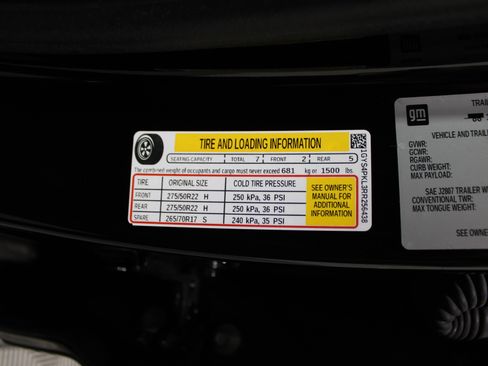 TIRE AND LOADING INFORMATION
SEATING CAPACITY TOTAL 7 FRONT 2 REAR 5
The combined weight of occupants and cargo must never exceed 681 kg or 1500 lbs.
TIRE ORIGINAL SIZE COLD TIRE PRESSURE
FRONT 275/50R22 H 250 kPa, 36 PSI
REAR 275/50R22 H 250 kPa, 36 PSI
SPARE 265/70R17 S 240 kPa, 35 PSI
SEE OWNER'S
MANUAL FOR
ADDITIONAL
INFORMATION
1GYS4PKL3RR256438
gm
TRAIL
VEHICLE AND TRAILE
GVWR:
GCWR:
RGAWR:
CURB WEIGHT:
MAX PAYLOAD:
SAE J2807 TRAILER W
CONVENTIONAL TWR:
MAX TONGUE WEIGHT:
SEE OWNE